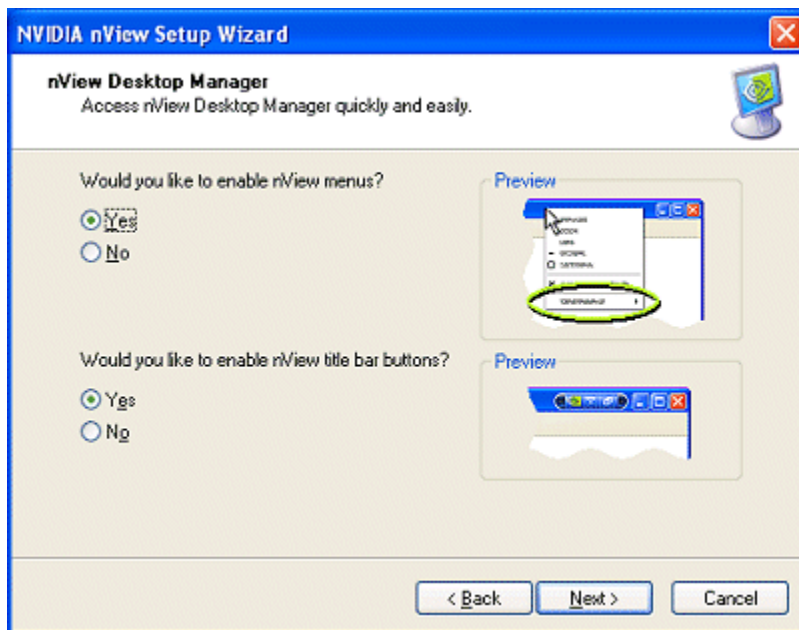 NVIDIA nView Setup Wizard
nView Desktop Manager
Access nView Desktop Manager quickly and easily.
Would you like to enable nView menus?
Preview
Yes
No
Would you like to enable nView title bar buttons?
Preview
Yes
No
< Back
Next >
Cancel